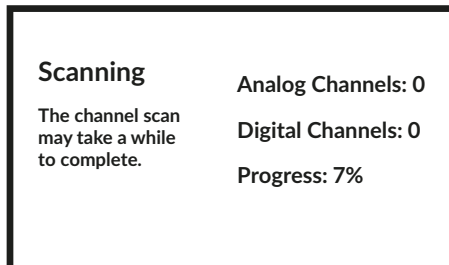 Scanning
The channel scan
may take a while
to complete.
Analog Channels: 0
Digital Channels: 0
Progress: 7%